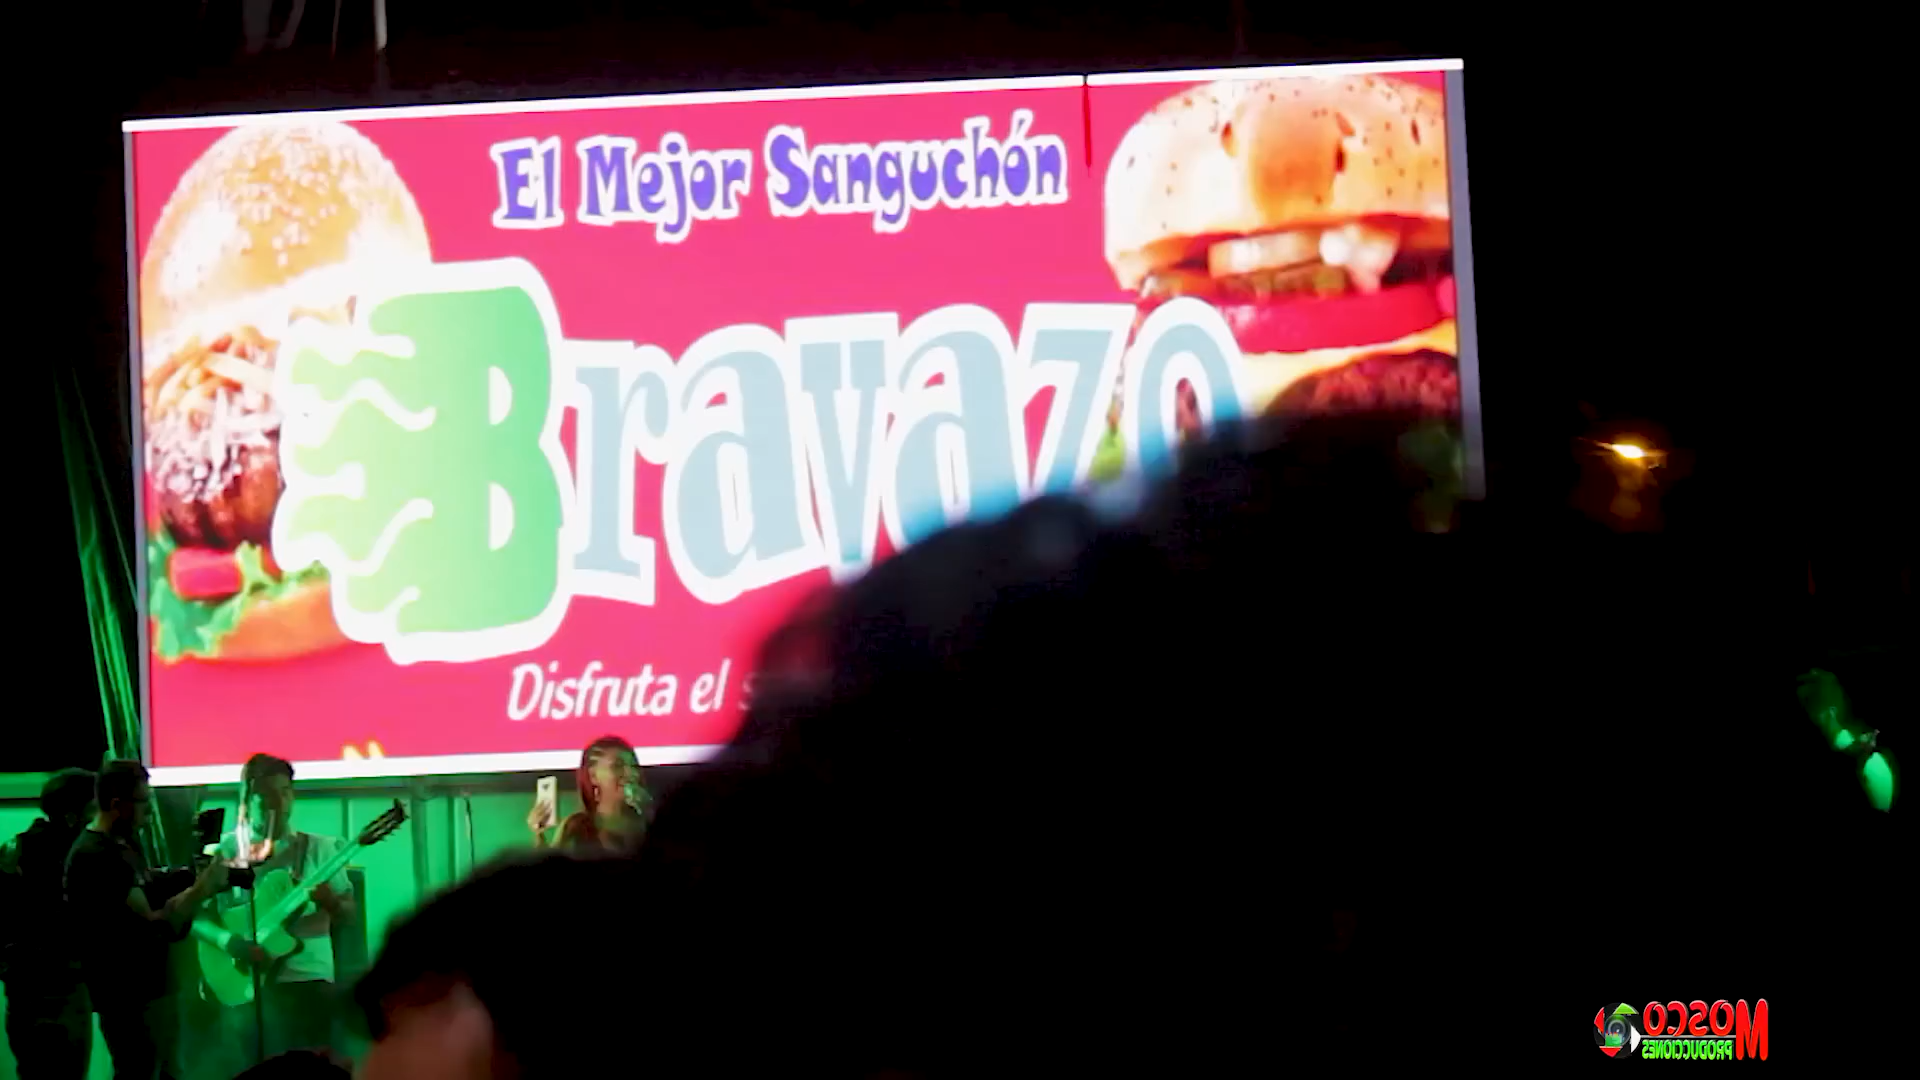 El Mejor Sanguchón
Bravazo
Disfruta el
MOSCO
PRODUCCIONES